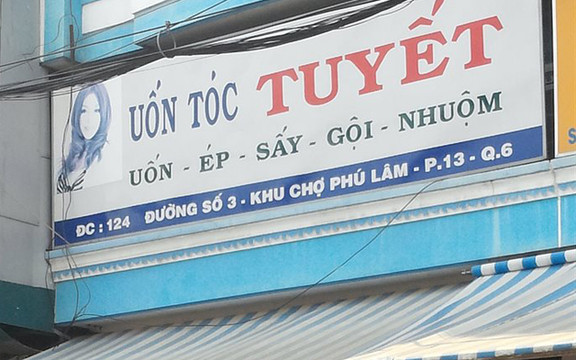 UỐN TÓC TUYẾT
UỐN - ÉP - SẤY - GỘI - NHUỘM
ĐC : 124 ĐƯỜNG SỐ 3 - KHU CHỢ PHÚ LÂM - P.13 - Q.6